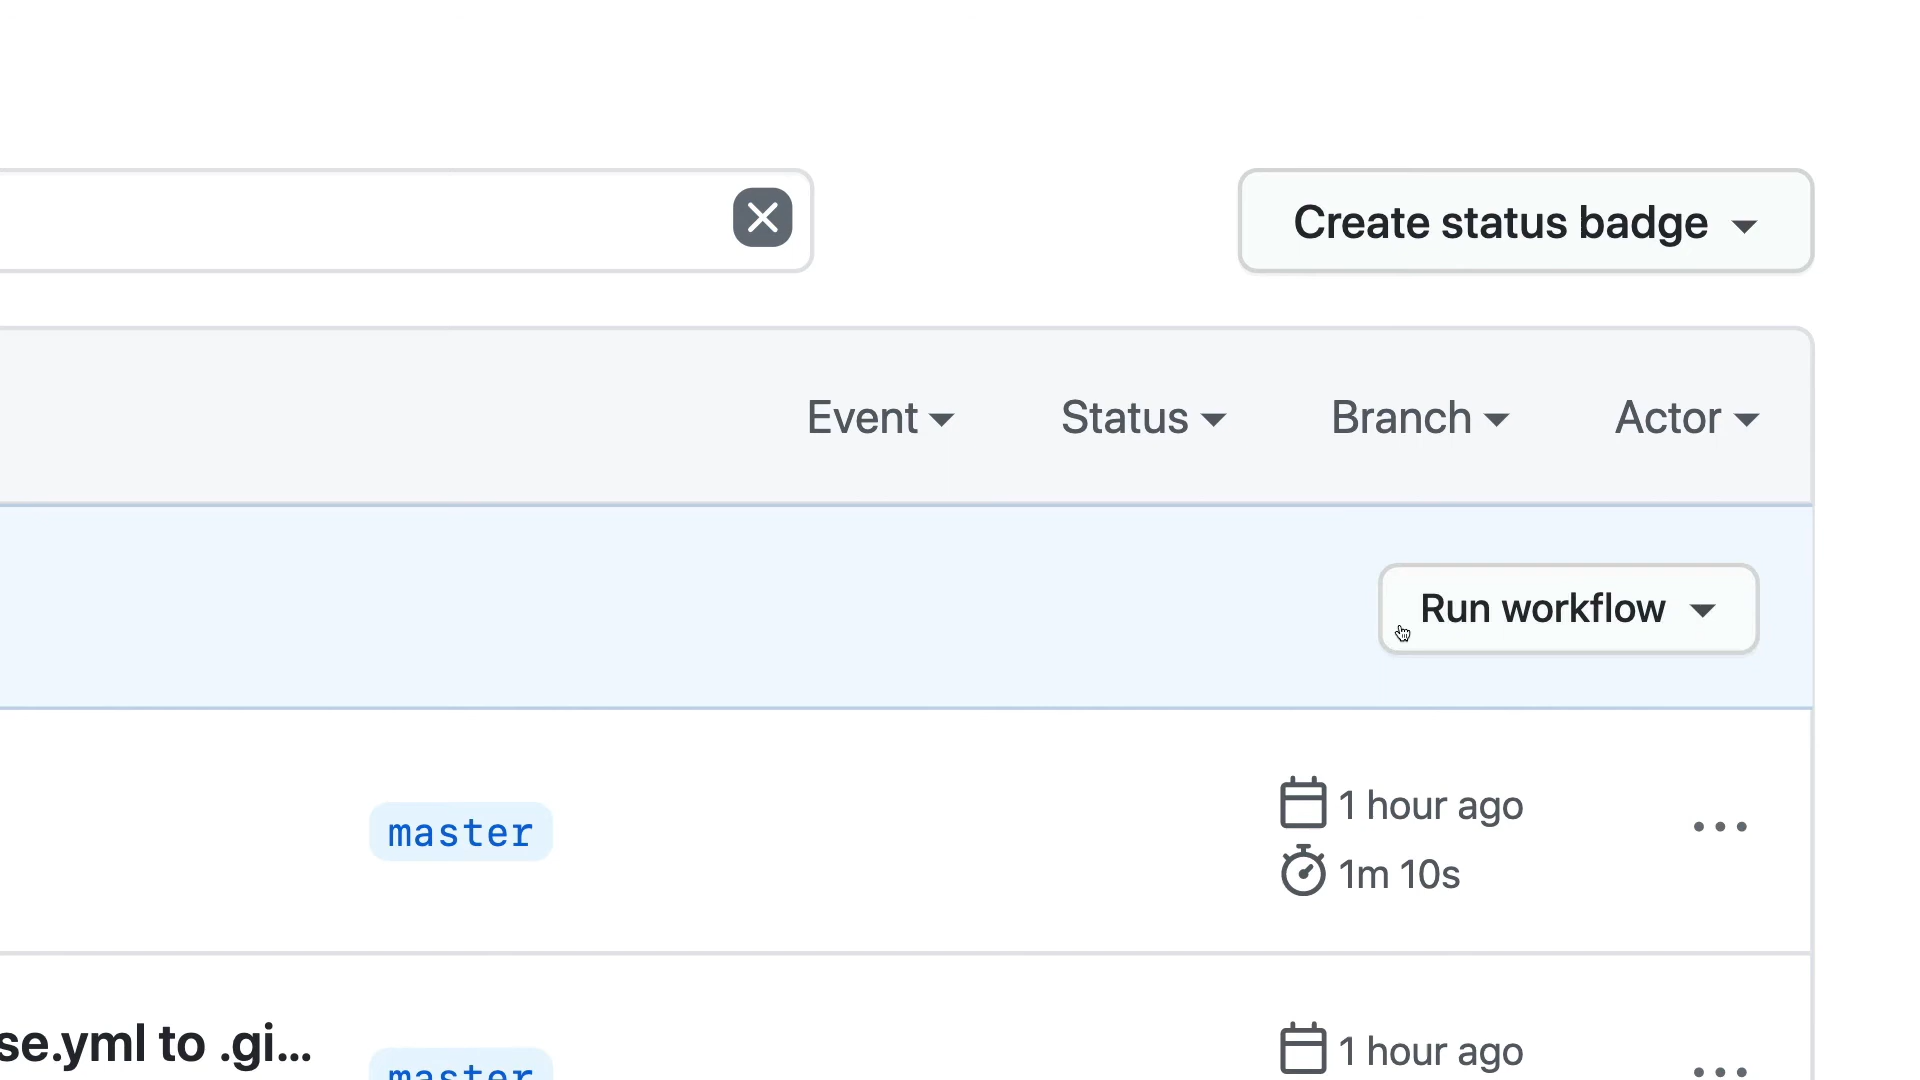 Create status badge
Event Status Branch Actor
Run workflow
master
1 hour ago
1m 10s
se.yml to .gi...
master
1 hour ago